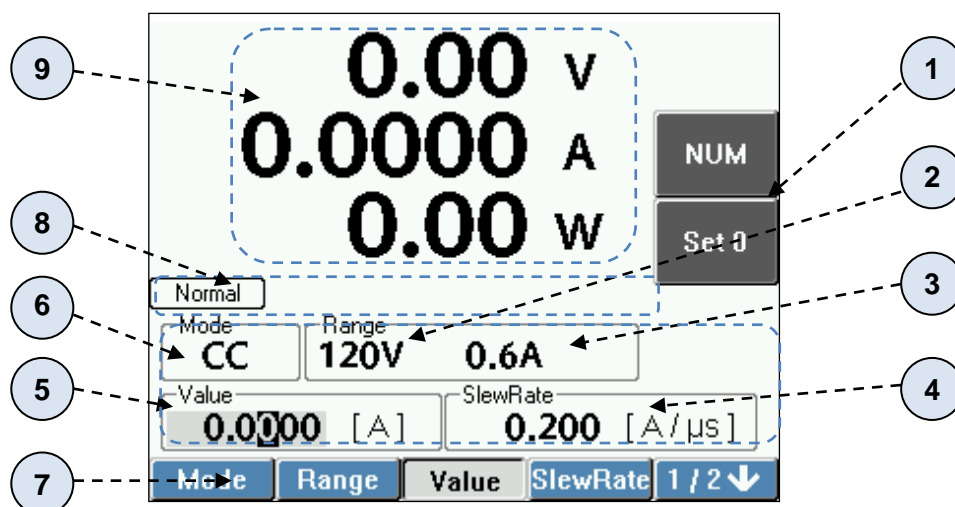 9
0.00 V
1
0.0000 A
NUM
2
8
0.00 W
Set 0
Normal
3
6
Mode
CC
Range
120V 0.6A
5
Value
0.0000 [A]
SlewRate
0.200 [A/µs]
4
7
Mode Range Value SlewRate 1/2↓